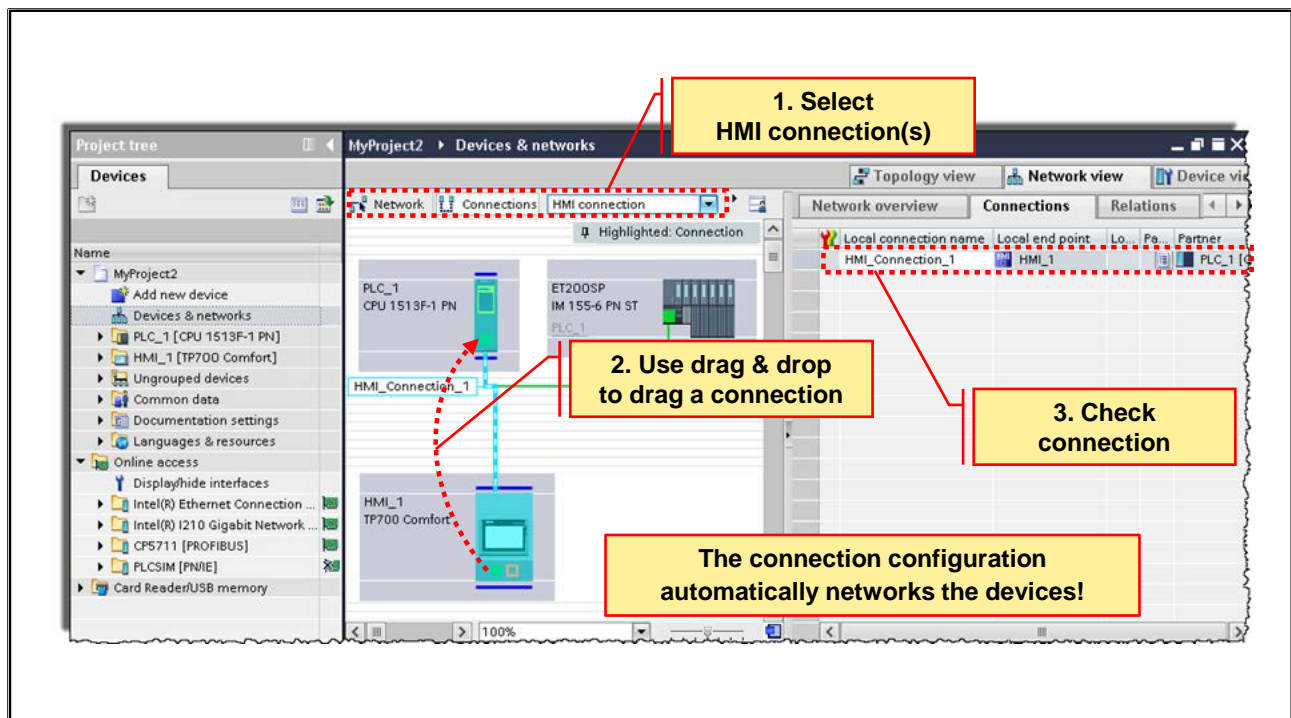 1. Select
HMI connection(s)
Project tree
MyProject2 ▸ Devices & networks
Devices
Topology view
Network view
Device vie
Network
Connections
HMI connection
Network overview
Connections
Relations
Highlighted: Connection
Local connection name
Local end point
Lo...
Pa...
Partner
HMI_Connection_1
HMI_1
PLC_1 [C
Name
MyProject2
Add new device
Devices & networks
PLC_1 [CPU 1513F-1 PN]
HMI_1 [TP700 Comfort]
Ungrouped devices
Common data
Documentation settings
Languages & resources
Online access
Display/hide interfaces
Intel(R) Ethernet Connection ...
Intel(R) I210 Gigabit Network ...
CP5711 [PROFIBUS]
PLCSIM [PN/IE]
Card Reader/USB memory
PLC_1
CPU 1513F-1 PN
ET200SP
IM 155-6 PN ST
PLC_1
HMI_Connection_1
2. Use drag & drop
to drag a connection
3. Check
connection
HMI_1
TP700 Comfort
The connection configuration
automatically networks the devices!
100%